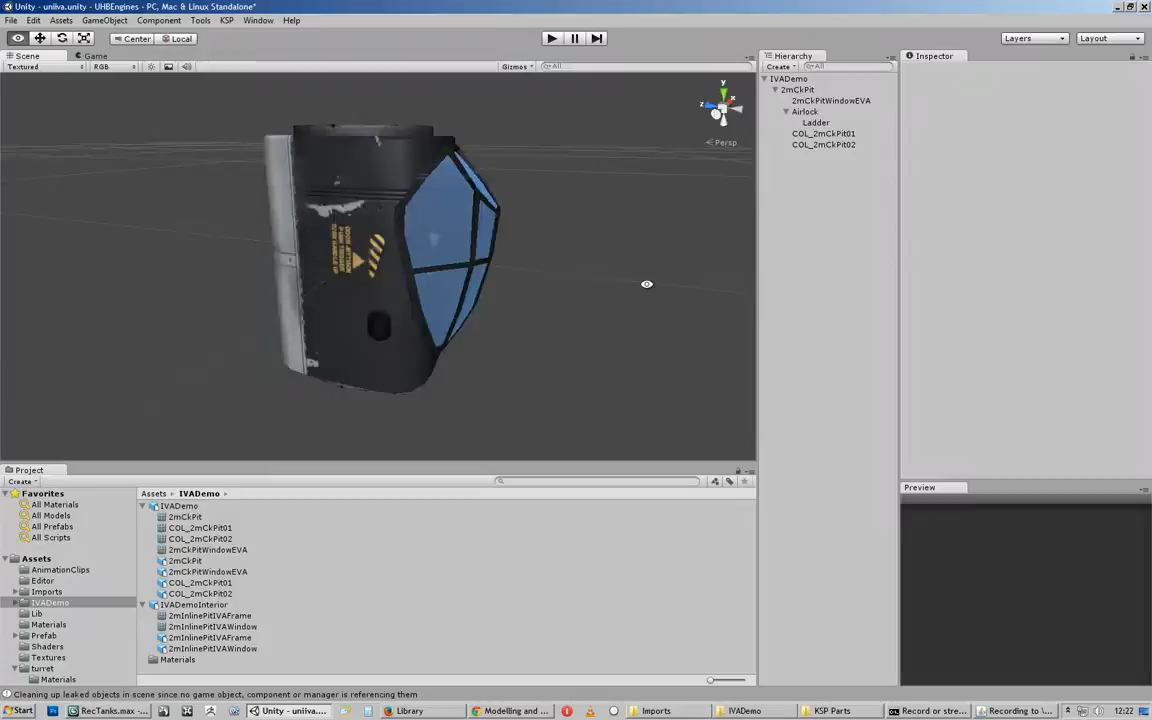 Unity - uniiva.unity - UHBEngines - PC, Mac & Linux Standalone*
File Edit Assets GameObject Component Tools KSP Window Help
Center Local Layers Layout
Scene Game
Textured RGB Gizmos All
y
z x
Persp
Hierarchy
Create All
IVADemo
2mCkPit
2mCkPitWindowEVA
Airlock
Ladder
COL_2mCkPit01
COL_2mCkPit02
Inspector
Preview
Project
Create
Favorites
All Materials
All Models
All Prefabs
All Scripts
Assets
AnimationClips
Editor
Imports
IVADemo
Lib
Materials
Prefab
Shaders
Textures
turret
Materials
Assets IVADemo
IVADemo
2mCkPit
COL_2mCkPit01
COL_2mCkPit02
2mCkPitWindowEVA
2mCkPit
2mCkPitWindowEVA
COL_2mCkPit01
COL_2mCkPit02
IVADemoInterior
2mInlinePitIVAFrame
2mInlinePitIVAWindow
2mInlinePitIVAFrame
2mInlinePitIVAWindow
Materials
Cleaning up leaked objects in scene since no game object, component or manager is referencing them
Start RecTanks.max -... Unity - uniiva.... Library Modelling and ... Imports IVADemo KSP Parts Record or stre... Recording to \... 12:22